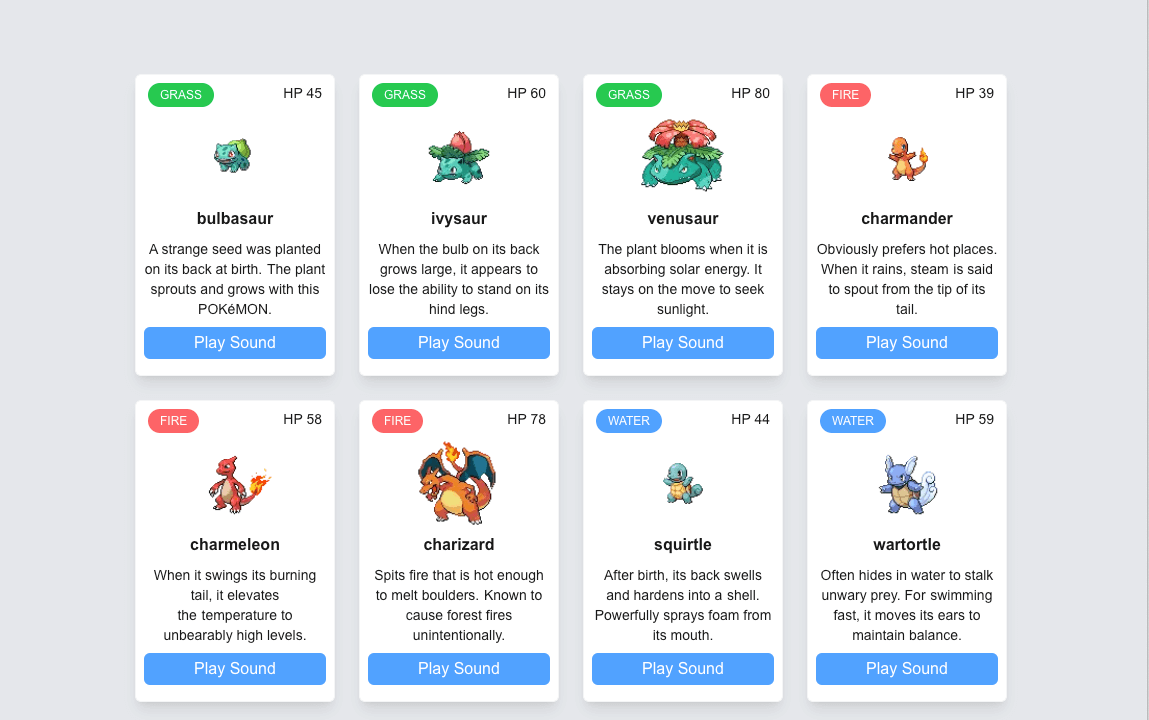 GRASS
HP 45
bulbasaur
A strange seed was planted
on its back at birth. The plant
sprouts and grows with this
POKéMON.
Play Sound
GRASS
HP 60
ivysaur
When the bulb on its back
grows large, it appears to
lose the ability to stand on its
hind legs.
Play Sound
GRASS
HP 80
venusaur
The plant blooms when it is
absorbing solar energy. It
stays on the move to seek
sunlight.
Play Sound
FIRE
HP 39
charmander
Obviously prefers hot places.
When it rains, steam is said
to spout from the tip of its
tail.
Play Sound
FIRE
HP 58
charmeleon
When it swings its burning
tail, it elevates
the temperature to
unbearably high levels.
Play Sound
FIRE
HP 78
charizard
Spits fire that is hot enough
to melt boulders. Known to
cause forest fires
unintentionally.
Play Sound
WATER
HP 44
squirtle
After birth, its back swells
and hardens into a shell.
Powerfully sprays foam from
its mouth.
Play Sound
WATER
HP 59
wartortle
Often hides in water to stalk
unwary prey. For swimming
fast, it moves its ears to
maintain balance.
Play Sound